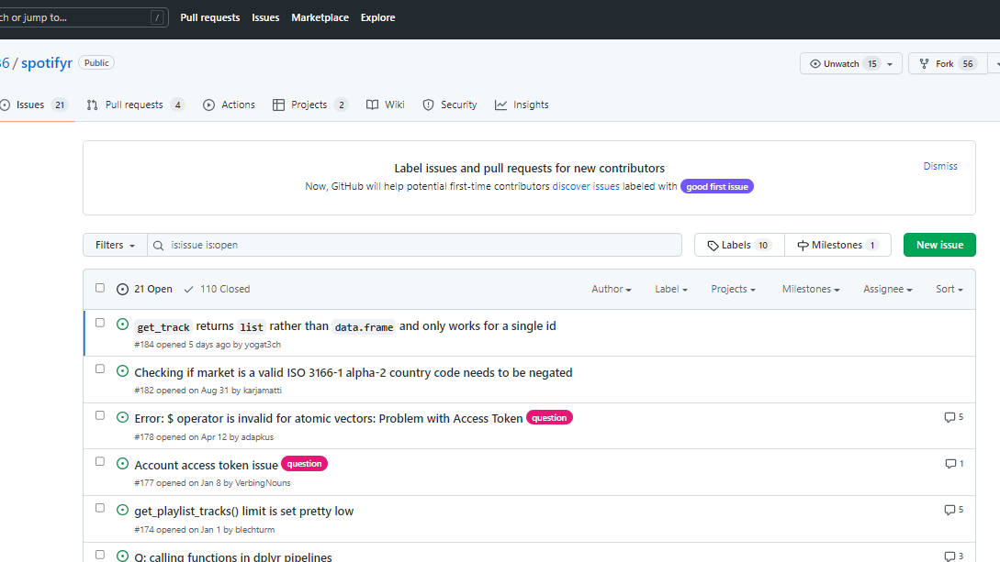 ch or jump to... / Pull requests Issues Marketplace Explore
6 / spotifyr Public Unwatch 15 Fork 56
Issues 21 Pull requests 4 Actions Projects 2 Wiki Security Insights
Label issues and pull requests for new contributors Dismiss
Now, GitHub will help potential first-time contributors discover issues labeled with good first issue
Filters is:issue is:open Labels 10 Milestones 1 New issue
21 Open 110 Closed Author Label Projects Milestones Assignee Sort
get_track returns list rather than data.frame and only works for a single id
#184 opened 5 days ago by yogat3ch
Checking if market is a valid ISO 3166-1 alpha-2 country code needs to be negated
#182 opened on Aug 31 by karjamatti
Error: $ operator is invalid for atomic vectors: Problem with Access Token question 5
#178 opened on Apr 12 by adapkus
Account access token issue question 1
#177 opened on Jan 8 by VerbingNouns
get_playlist_tracks() limit is set pretty low 5
#174 opened on Jan 1 by blechturm
Q: calling functions in dplyr pipelines 3